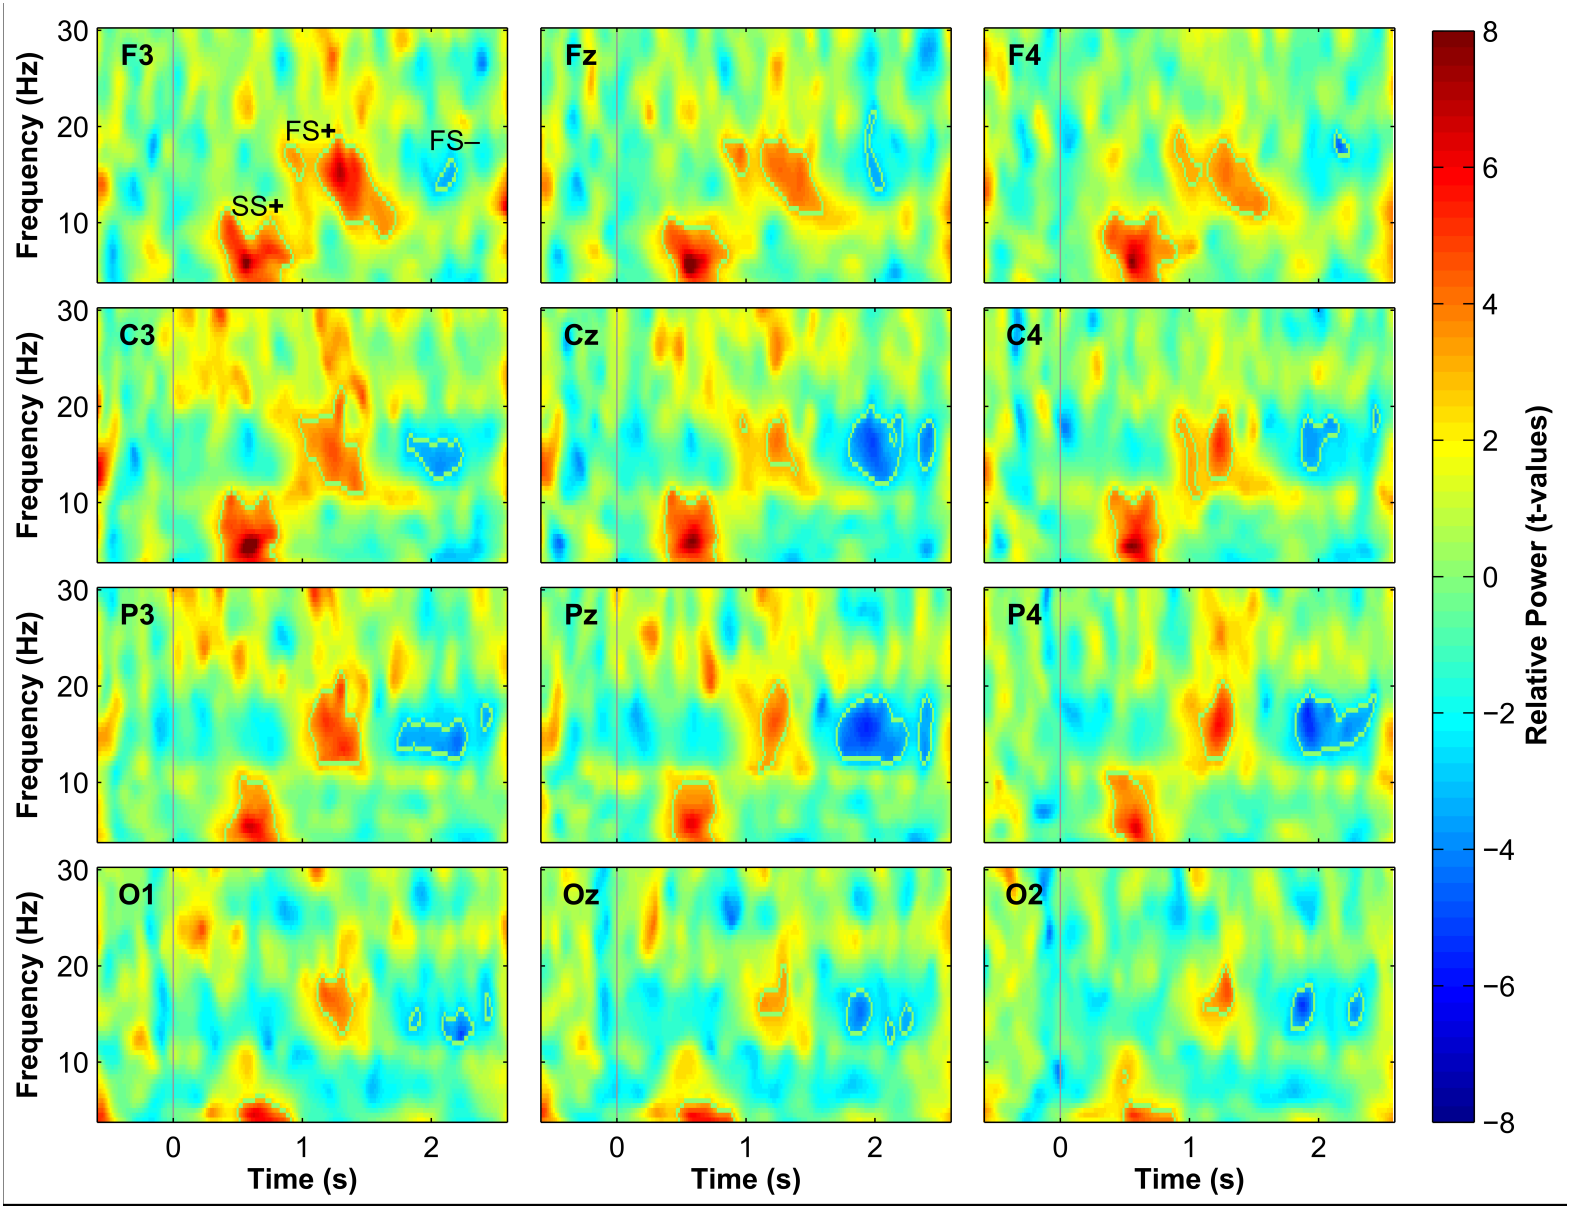 F3
Fz
F4
FS+
FS–
SS+
30
20
10
Frequency (Hz)
C3
Cz
C4
30
20
10
Frequency (Hz)
P3
Pz
P4
30
20
10
Frequency (Hz)
O1
Oz
O2
30
20
10
Frequency (Hz)
0 1 2
0 1 2
0 1 2
Time (s)
Time (s)
Time (s)
8
6
4
2
0
−2
−4
−6
−8
Relative Power (t-values)